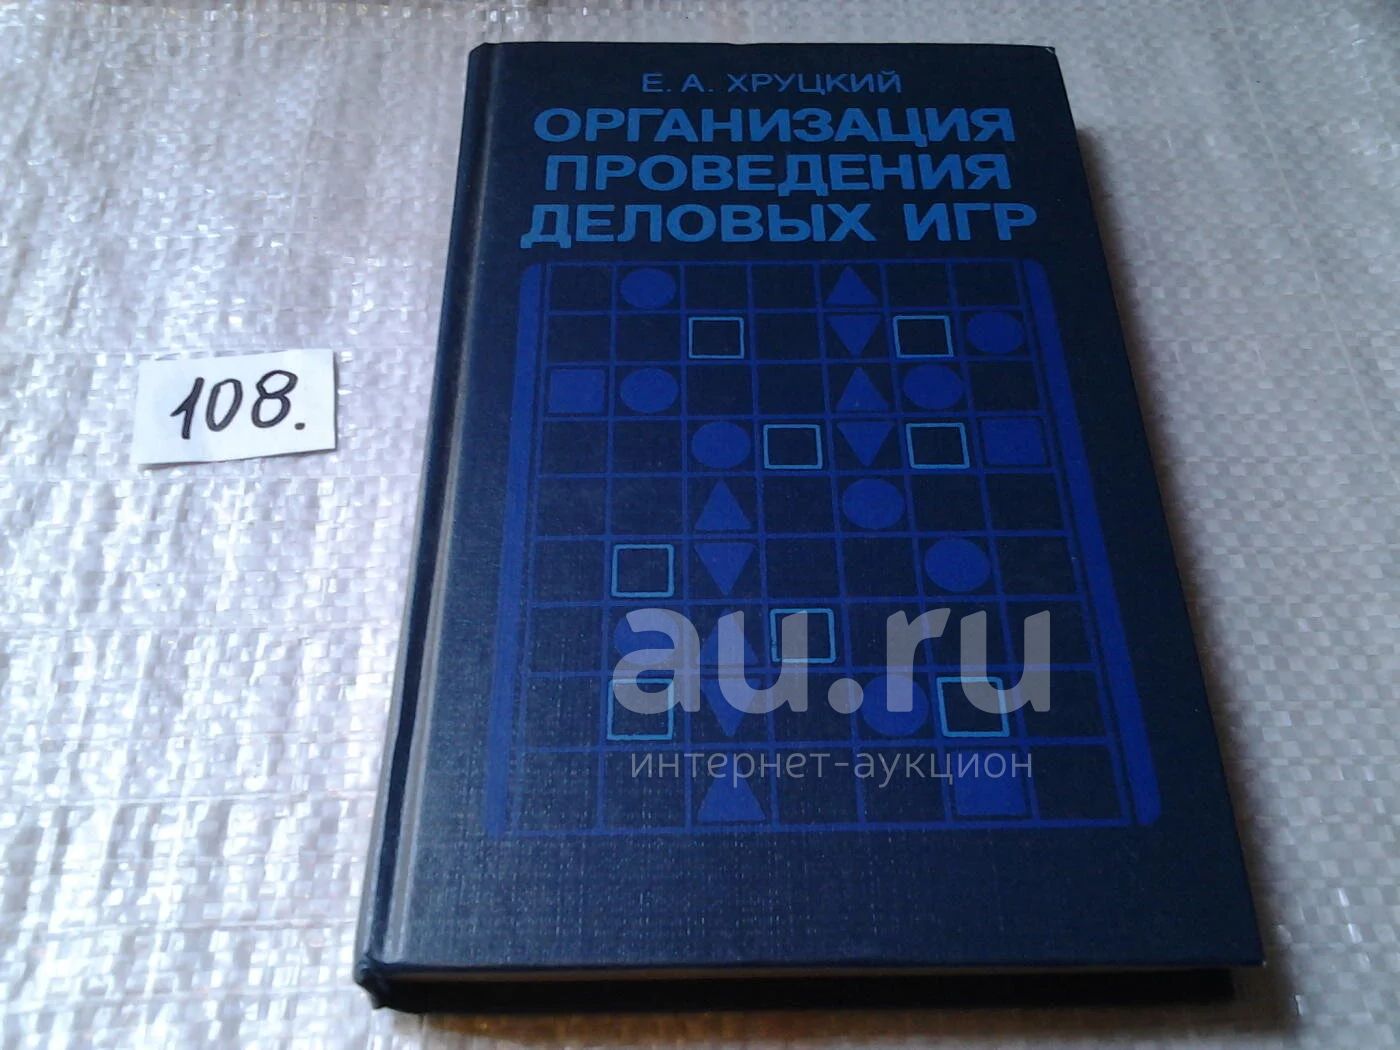 Е. А. ХРУЦКИЙ
ОРГАНИЗАЦИЯ
ПРОВЕДЕНИЯ
ДЕЛОВЫХ ИГР
108.
au.ru
интернет-аукцион